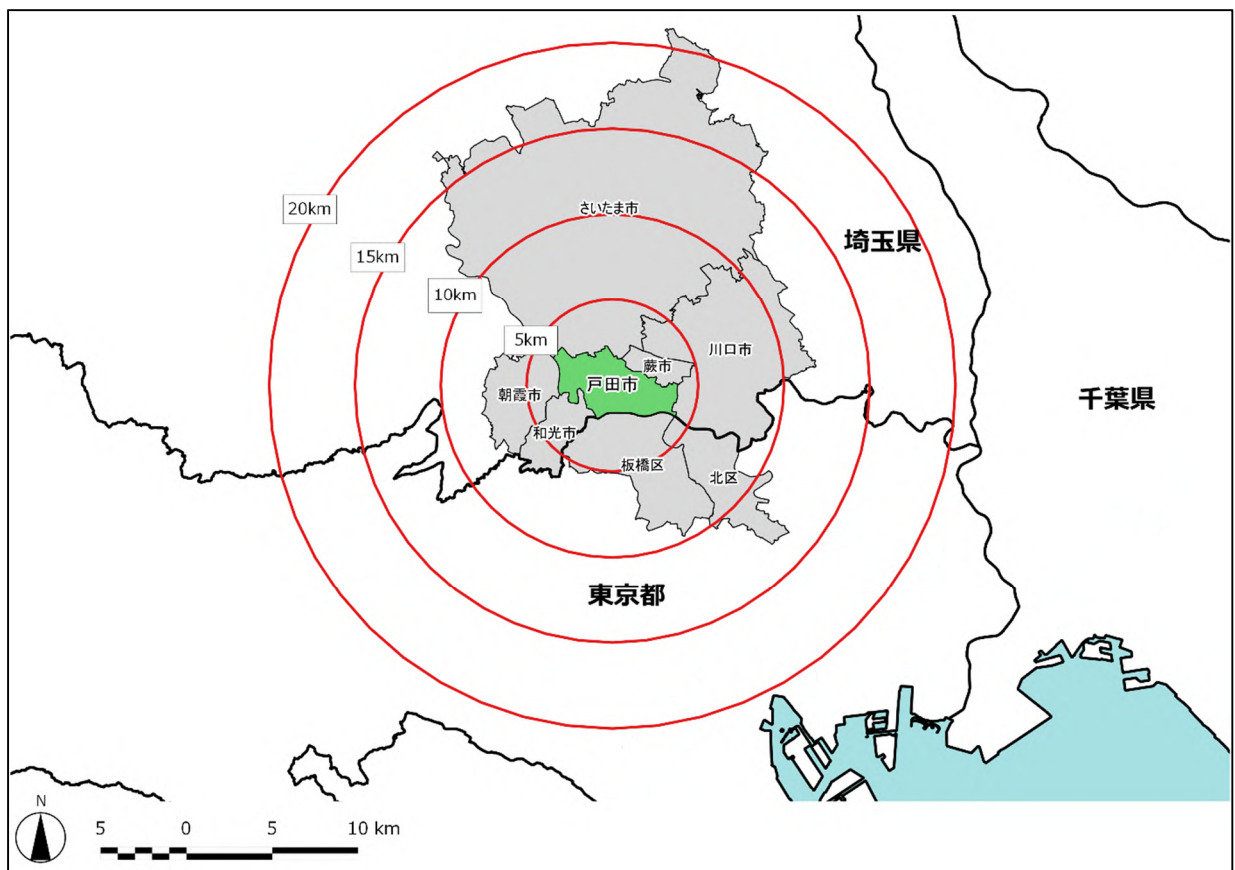 20km
さいたま市
埼玉県
15km
10km
5km
川口市
蕨市
戸田市
朝霞市
千葉県
和光市
板橋区
北区
東京都
N
5 0 5 10 km